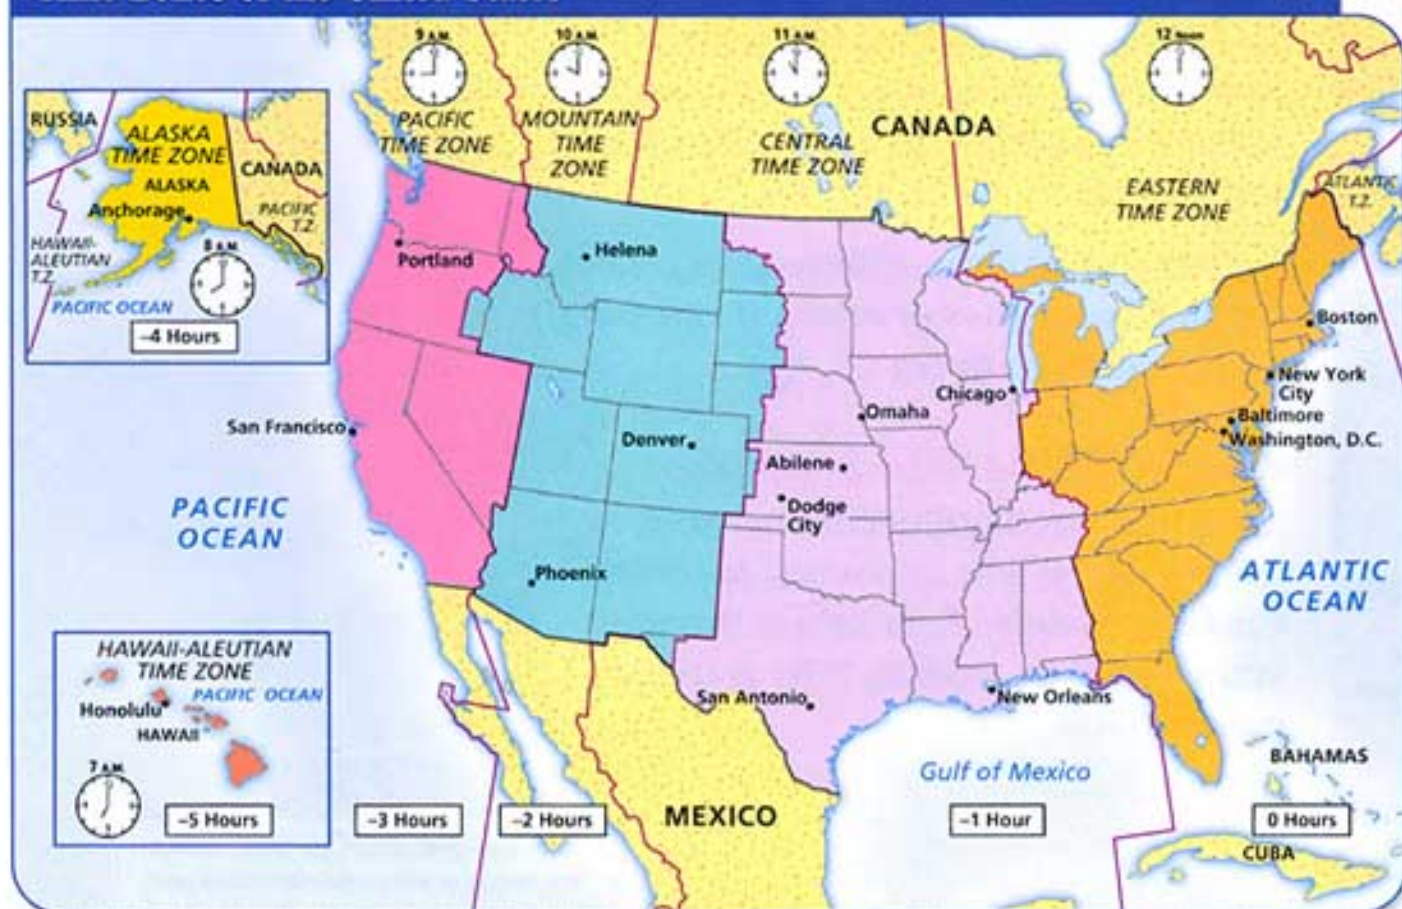 9 A.M.
10 A.M.
11 A.M.
12 Noon
PACIFIC
TIME ZONE
MOUNTAIN
TIME
ZONE
CENTRAL
TIME ZONE
CANADA
EASTERN
TIME ZONE
ATLANTIC
T.Z.
RUSSIA
ALASKA
TIME ZONE
CANADA
ALASKA
Anchorage
PACIFIC
T.Z.
8 A.M.
HAWAII-
ALEUTIAN
T.Z.
PACIFIC OCEAN
–4 Hours
Portland
Helena
Boston
New York
City
Baltimore
Washington, D.C.
Chicago
Omaha
San Francisco
Denver
Abilene
Dodge
City
PACIFIC
OCEAN
Phoenix
ATLANTIC
OCEAN
HAWAII-ALEUTIAN
TIME ZONE
PACIFIC OCEAN
Honolulu
HAWAII
7 A.M.
–5 Hours
San Antonio
New Orleans
Gulf of Mexico
BAHAMAS
MEXICO
–3 Hours
–2 Hours
–1 Hour
0 Hours
CUBA